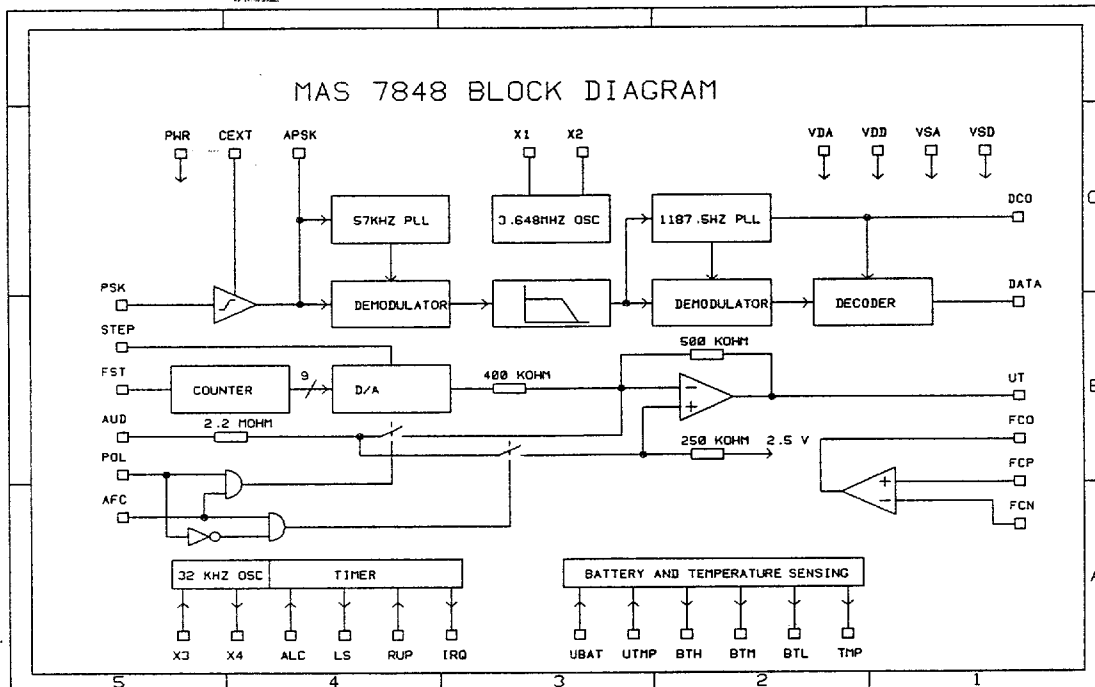 MAS 7848 BLOCK DIAGRAM
PWR CEXT APSK X1 X2 VDA VDD VSA VSD
57KHZ PLL 3.648MHZ OSC 1187.5HZ PLL DCO
C
PSK DEMODULATOR DEMODULATOR DECODER DATA
STEP 500 KOHM
FST COUNTER 9 D/A 400 KOHM - + UT
B
AUD 2.2 MOHM 250 KOHM 2.5 V FCO
POL + FCP
AFC - FCN
32 KHZ OSC TIMER BATTERY AND TEMPERATURE SENSING
A
X3 X4 ALC LS RUP IRQ UBAT UTMP BTH BTM BTL TMP
5 4 3 2 1